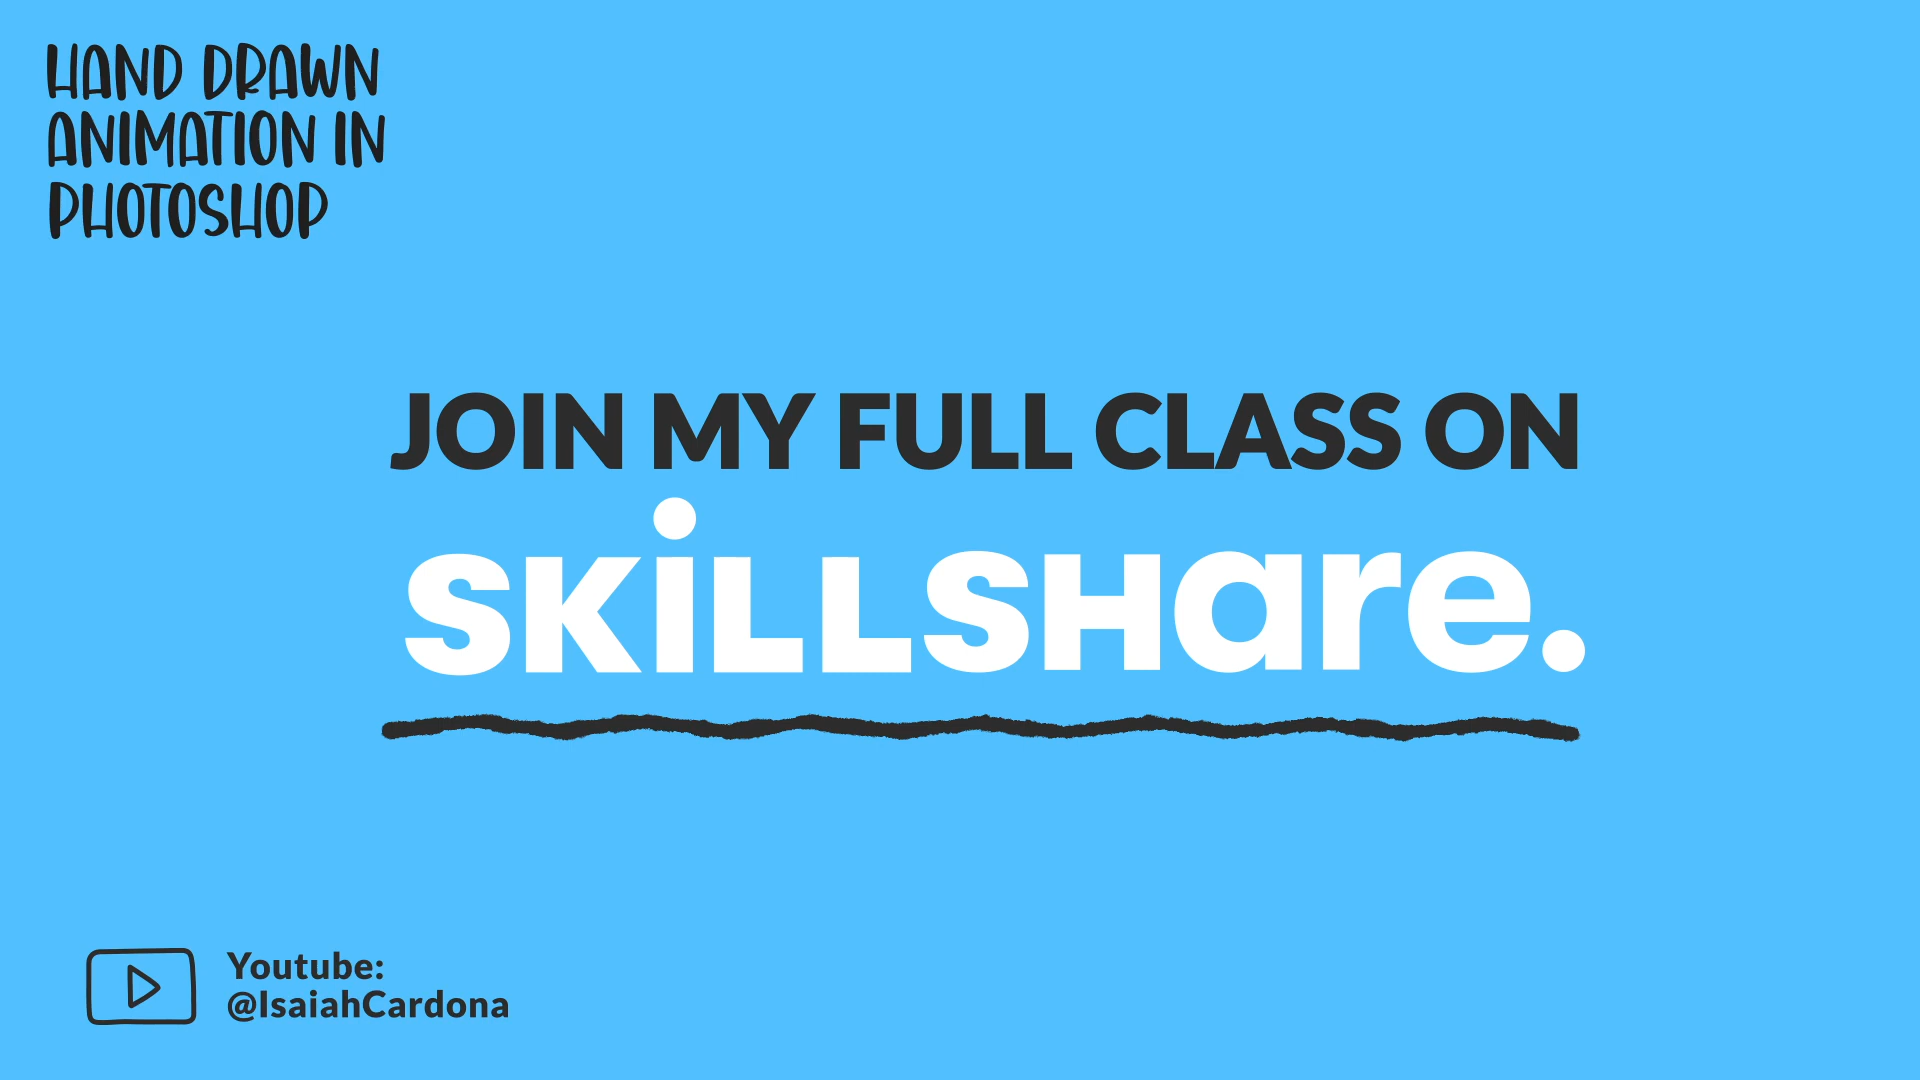 HAND DRAWN
ANIMATION IN
PHOTOSHOP
JOIN MY FULL CLASS ON
SKiLLSHare.
Youtube:
@IsaiahCardona